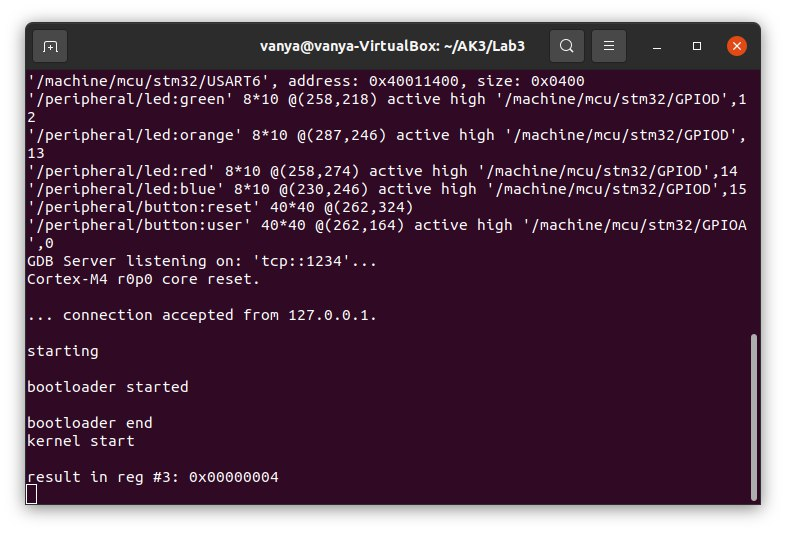 vanya@vanya-VirtualBox: ~/AK3/Lab3
'/machine/mcu/stm32/USART6', address: 0x40011400, size: 0x0400
'/peripheral/led:green' 8*10 @(258,218) active high '/machine/mcu/stm32/GPIOD',1
2
'/peripheral/led:orange' 8*10 @(287,246) active high '/machine/mcu/stm32/GPIOD',
13
'/peripheral/led:red' 8*10 @(258,274) active high '/machine/mcu/stm32/GPIOD',14
'/peripheral/led:blue' 8*10 @(230,246) active high '/machine/mcu/stm32/GPIOD',15
'/peripheral/button:reset' 40*40 @(262,324)
'/peripheral/button:user' 40*40 @(262,164) active high '/machine/mcu/stm32/GPIOA
',0
GDB Server listening on: 'tcp::1234'...
Cortex-M4 r0p0 core reset.
... connection accepted from 127.0.0.1.
starting
bootloader started
bootloader end
kernel start
result in reg #3: 0x00000004